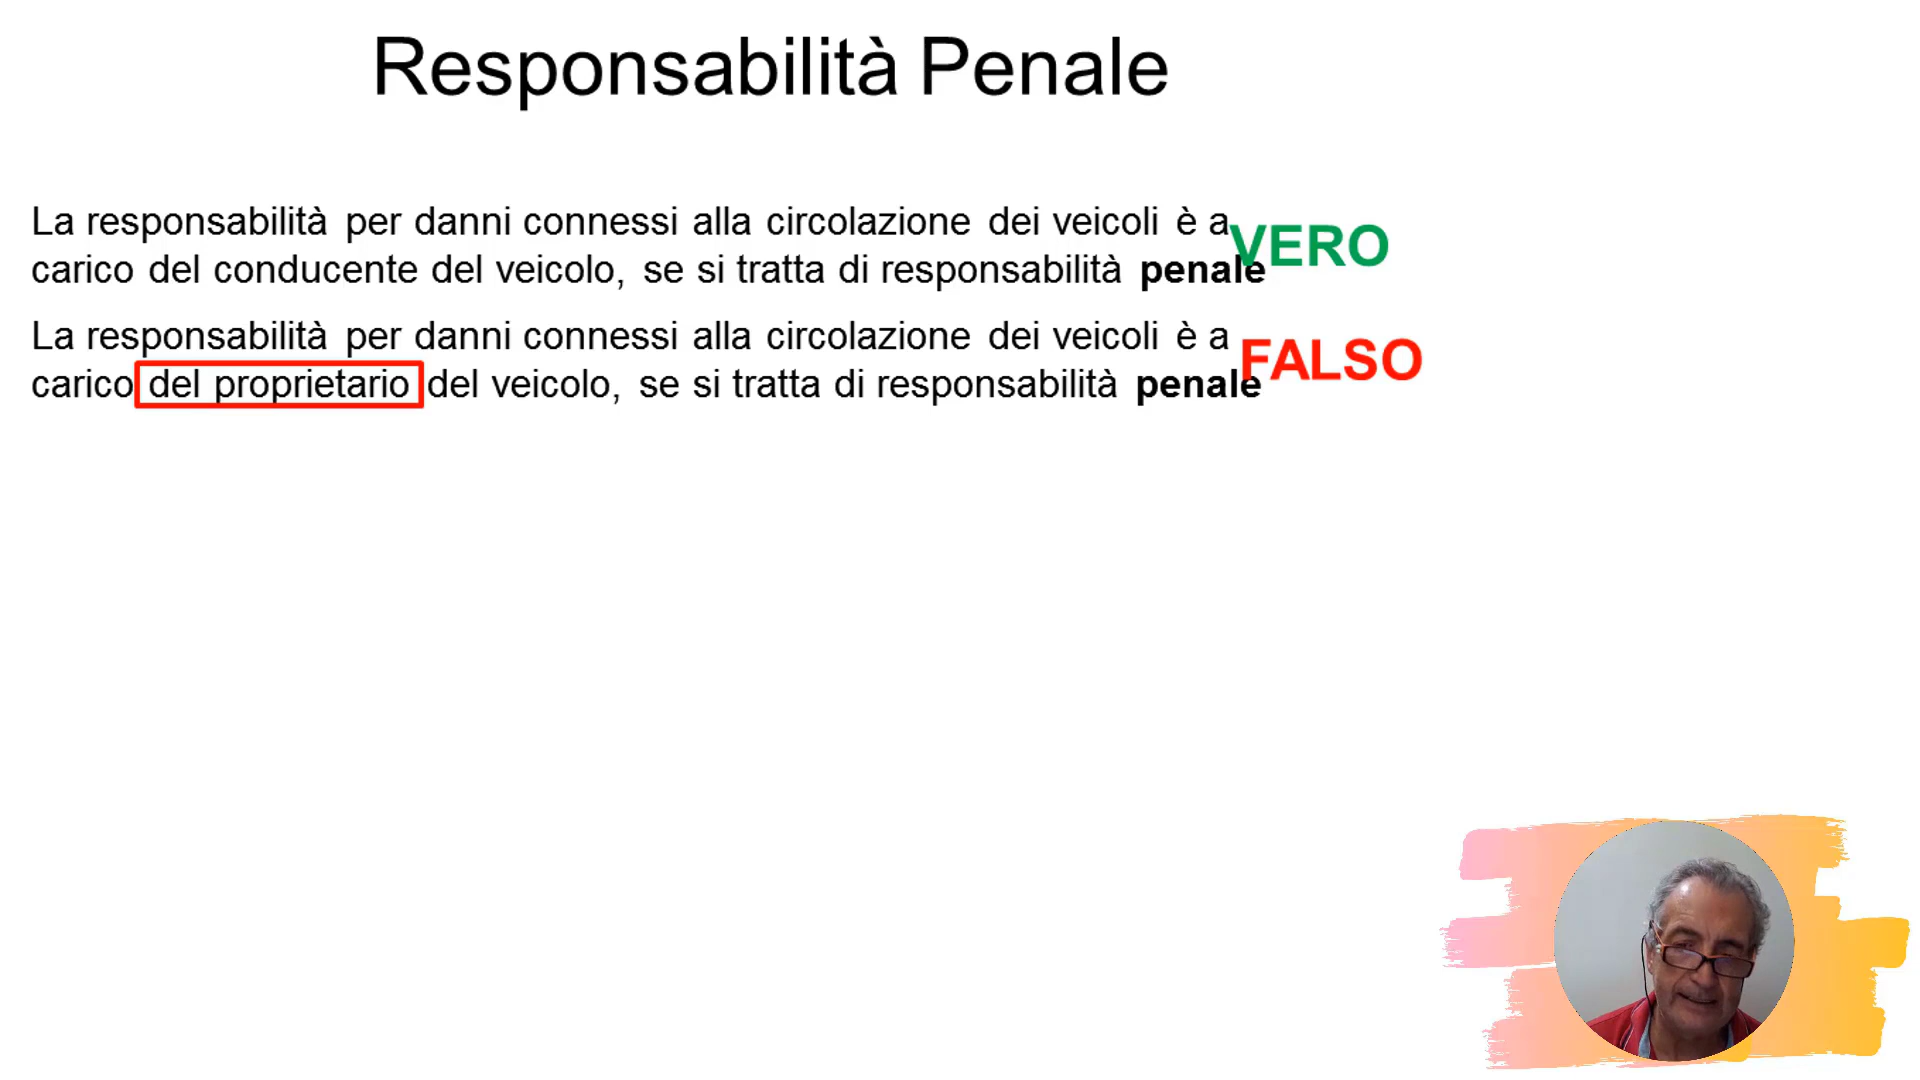 Responsabilità Penale
La responsabilità per danni connessi alla circolazione dei veicoli è a
carico del conducente del veicolo, se si tratta di responsabilità penale
VERO
La responsabilità per danni connessi alla circolazione dei veicoli è a
carico del proprietario del veicolo, se si tratta di responsabilità penale
FALSO